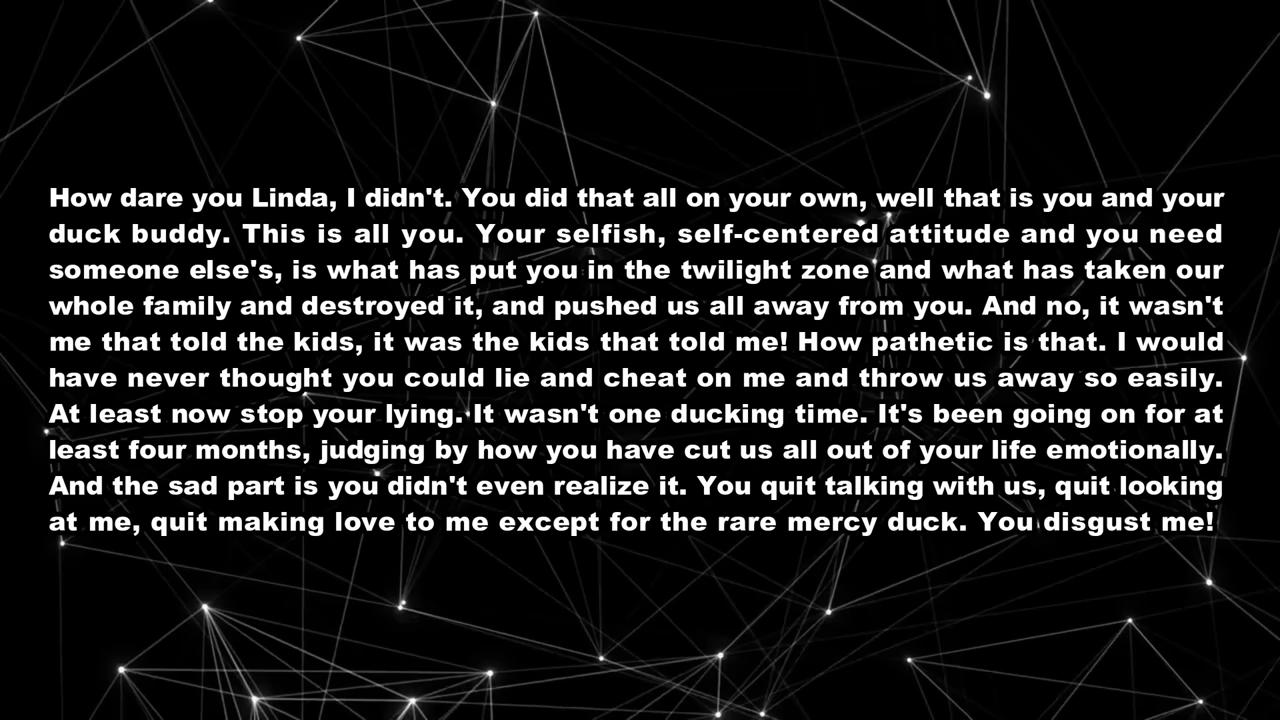 How dare you Linda, I didn't. You did that all on your own, well that is you and your
duck buddy. This is all you. Your selfish, self-centered attitude and you need
someone else's, is what has put you in the twilight zone and what has taken our
whole family and destroyed it, and pushed us all away from you. And no, it wasn't
me that told the kids, it was the kids that told me! How pathetic is that. I would
have never thought you could lie and cheat on me and throw us away so easily.
At least now stop your lying. It wasn't one ducking time. It's been going on for at
least four months, judging by how you have cut us all out of your life emotionally.
And the sad part is you didn't even realize it. You quit talking with us, quit looking
at me, quit making love to me except for the rare mercy duck. You disgust me!